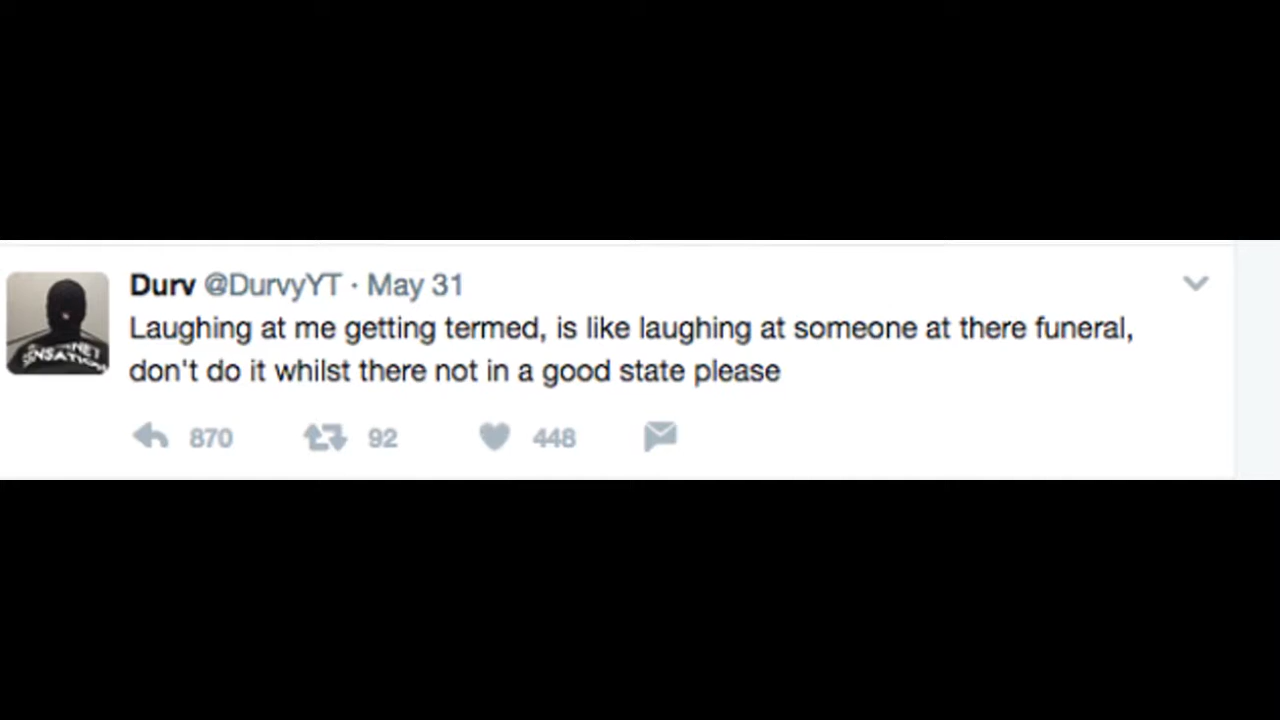 Durv @DurvyYT · May 31
Laughing at me getting termed, is like laughing at someone at there funeral,
don't do it whilst there not in a good state please
870 92 448